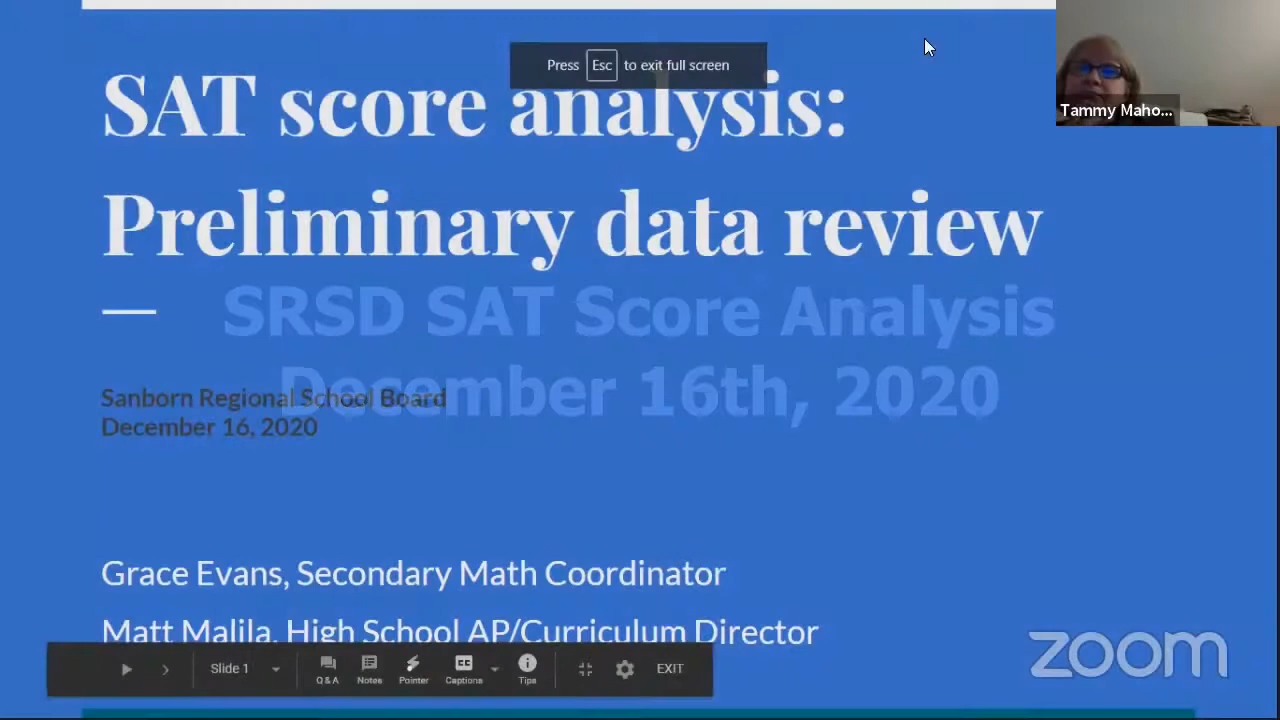 Press Esc to exit full screen
SAT score analysis:
Preliminary data review
Tammy Maho...
SRSD SAT Score Analysis
December 16th, 2020
Sanborn Regional School Board
December 16, 2020
Grace Evans, Secondary Math Coordinator
Matt Malila, High School AP/Curriculum Director
Slide 1
Q & A
Notes
Pointer
CC
Captions
Tips
EXIT
zoom